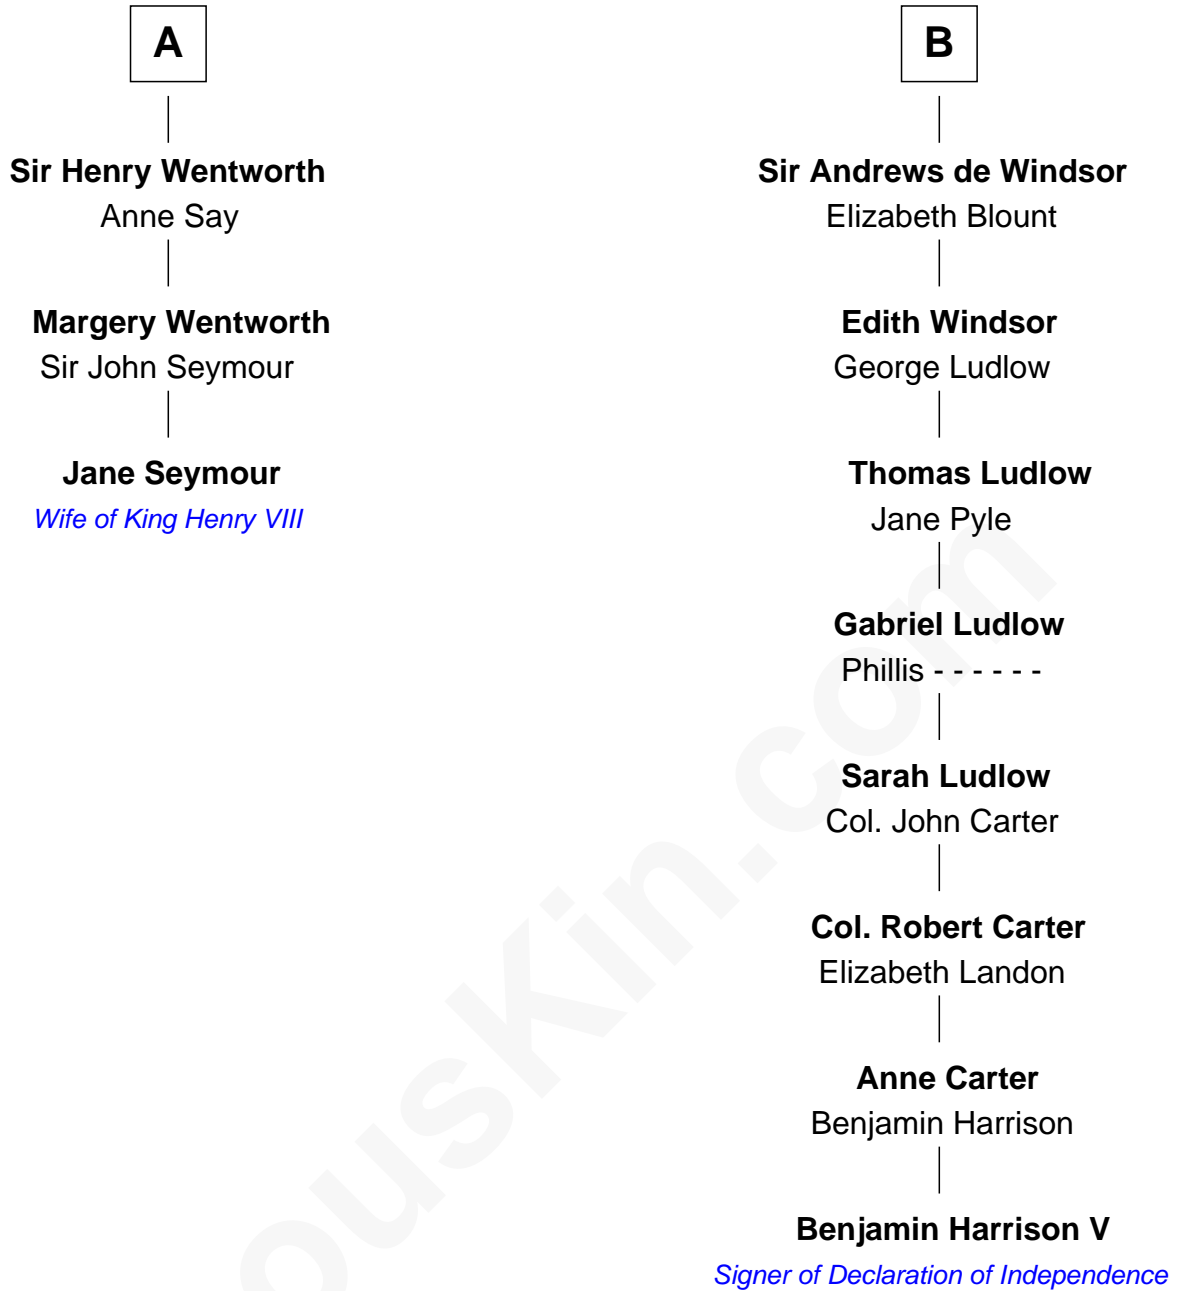 A
Sir Henry Wentworth
Anne Say
Margery Wentworth
Sir John Seymour
Jane Seymour
Wife of King Henry VIII
B
Sir Andrews de Windsor
Elizabeth Blount
Edith Windsor
George Ludlow
Thomas Ludlow
Jane Pyle
Gabriel Ludlow
Phillis - - - - - -
Sarah Ludlow
Col. John Carter
Col. Robert Carter
Elizabeth Landon
Anne Carter
Benjamin Harrison
Benjamin Harrison V
Signer of Declaration of Independence
ousKin.com